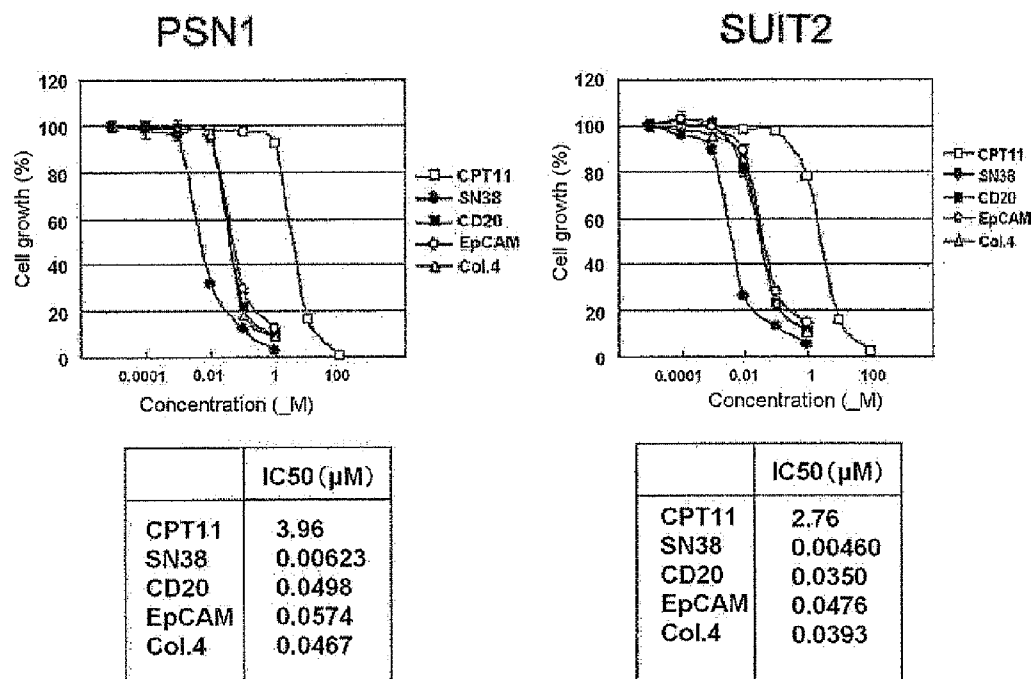 PSN1
120
100
80
60
40
20
0
Cell growth (%)
0.0001
0.01
1
100
Concentration (_M)
CPT11
SN38
CD20
EpCAM
Col.4
IC50 (μM)
CPT11 3.96
SN38 0.00623
CD20 0.0498
EpCAM 0.0574
Col.4 0.0467
SUIT2
120
100
80
60
40
20
0
Cell growth (%)
0.0001
0.01
1
100
Concentration (_M)
CPT11
SN38
CD20
EpCAM
Col.4
IC50 (μM)
CPT11 2.76
SN38 0.00460
CD20 0.0350
EpCAM 0.0476
Col.4 0.0393